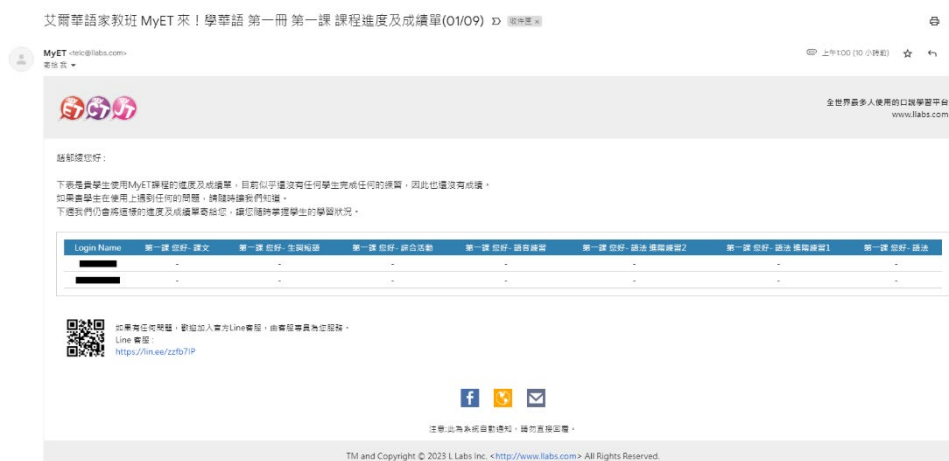 艾爾華語家教班 MyET 來！學華語 第一冊 第一課 課程進度及成績單(01/09) 收件匣 ×
MyET <telc@llabs.com>
寄給 我
上午1:00 (10 小時前)
ET CT JT
全世界最多人使用的口說學習平台
www.llabs.com
您好 :
下表是貴學生使用MyET課程的進度及成績單，目前似乎還沒有任何學生完成任何的練習，因此也還沒有成績。
如果貴學生在使用上遇到任何的問題，請隨時讓我們知道。
下週我們仍會將這樣的進度及成績單寄給您，讓您隨時掌握學生的學習狀況。
Login Name 第一課 您好- 課文 第一課 您好- 生詞短語 第一課 您好- 綜合活動 第一課 您好- 語音練習 第一課 您好- 語法 進階練習2 第一課 您好- 語法 進階練習1 第一課 您好- 語法
- - - - - - -
- - - - - - -
如果有任何問題，歡迎加入官方Line客服，由客服專員為您服務。
Line 客服 :
https://lin.ee/zzfb7IP
注意:此為系統自動通知，請勿直接回覆。
TM and Copyright © 2023 L Labs Inc. <http://www.llabs.com> All Rights Reserved.